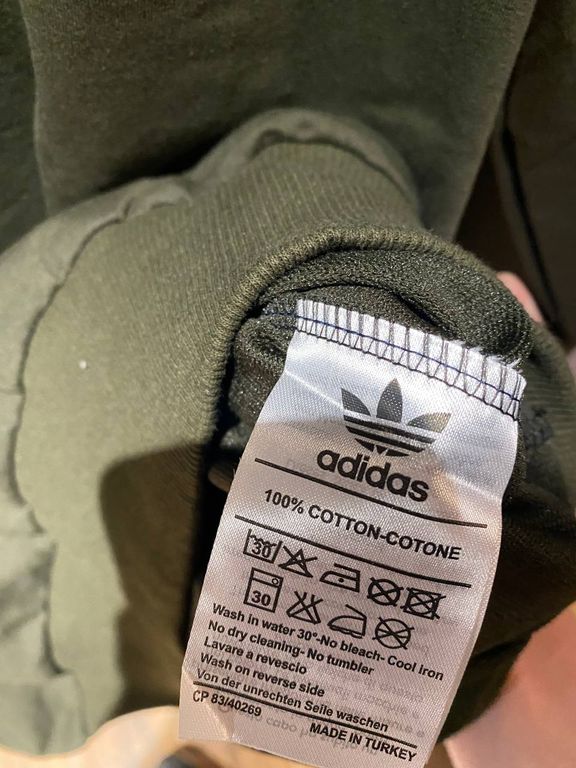 adidas
100% COTTON-COTONE
30
30
Wash in water 30°-No bleach- Cool Iron
No dry cleaning- No tumbler
Lavare a revescio
Wash on reverse side
Von der unrechten Seile waschen
CP 83/40269
MADE IN TURKEY